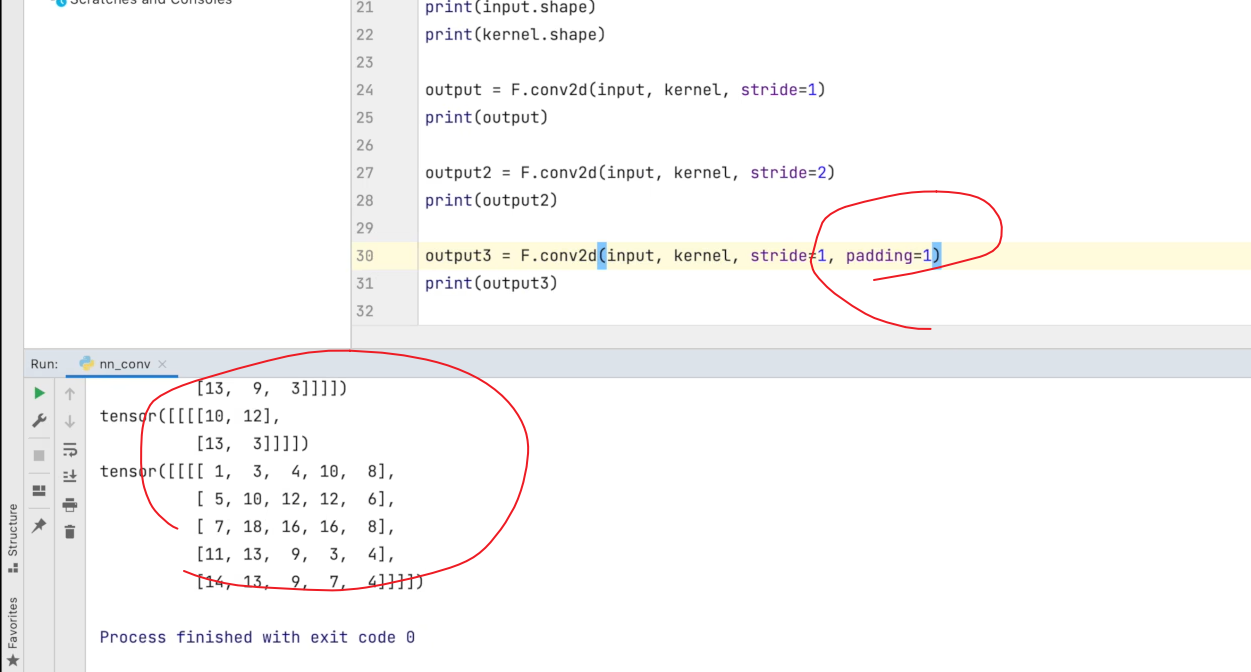 Scratches and Consoles
21 print(input.shape)
22 print(kernel.shape)
23
24 output = F.conv2d(input, kernel, stride=1)
25 print(output)
26
27 output2 = F.conv2d(input, kernel, stride=2)
28 print(output2)
29
30 output3 = F.conv2d(input, kernel, stride=1, padding=1)
31 print(output3)
32
Run: nn_conv
[13, 9, 3]]]])
tensor([[[[10, 12],
[13, 3]]]])
tensor([[[[ 1, 3, 4, 10, 8],
[ 5, 10, 12, 12, 6],
[ 7, 18, 16, 16, 8],
[11, 13, 9, 3, 4],
[14, 13, 9, 7, 4]]]])
Process finished with exit code 0
Structure
Favorites